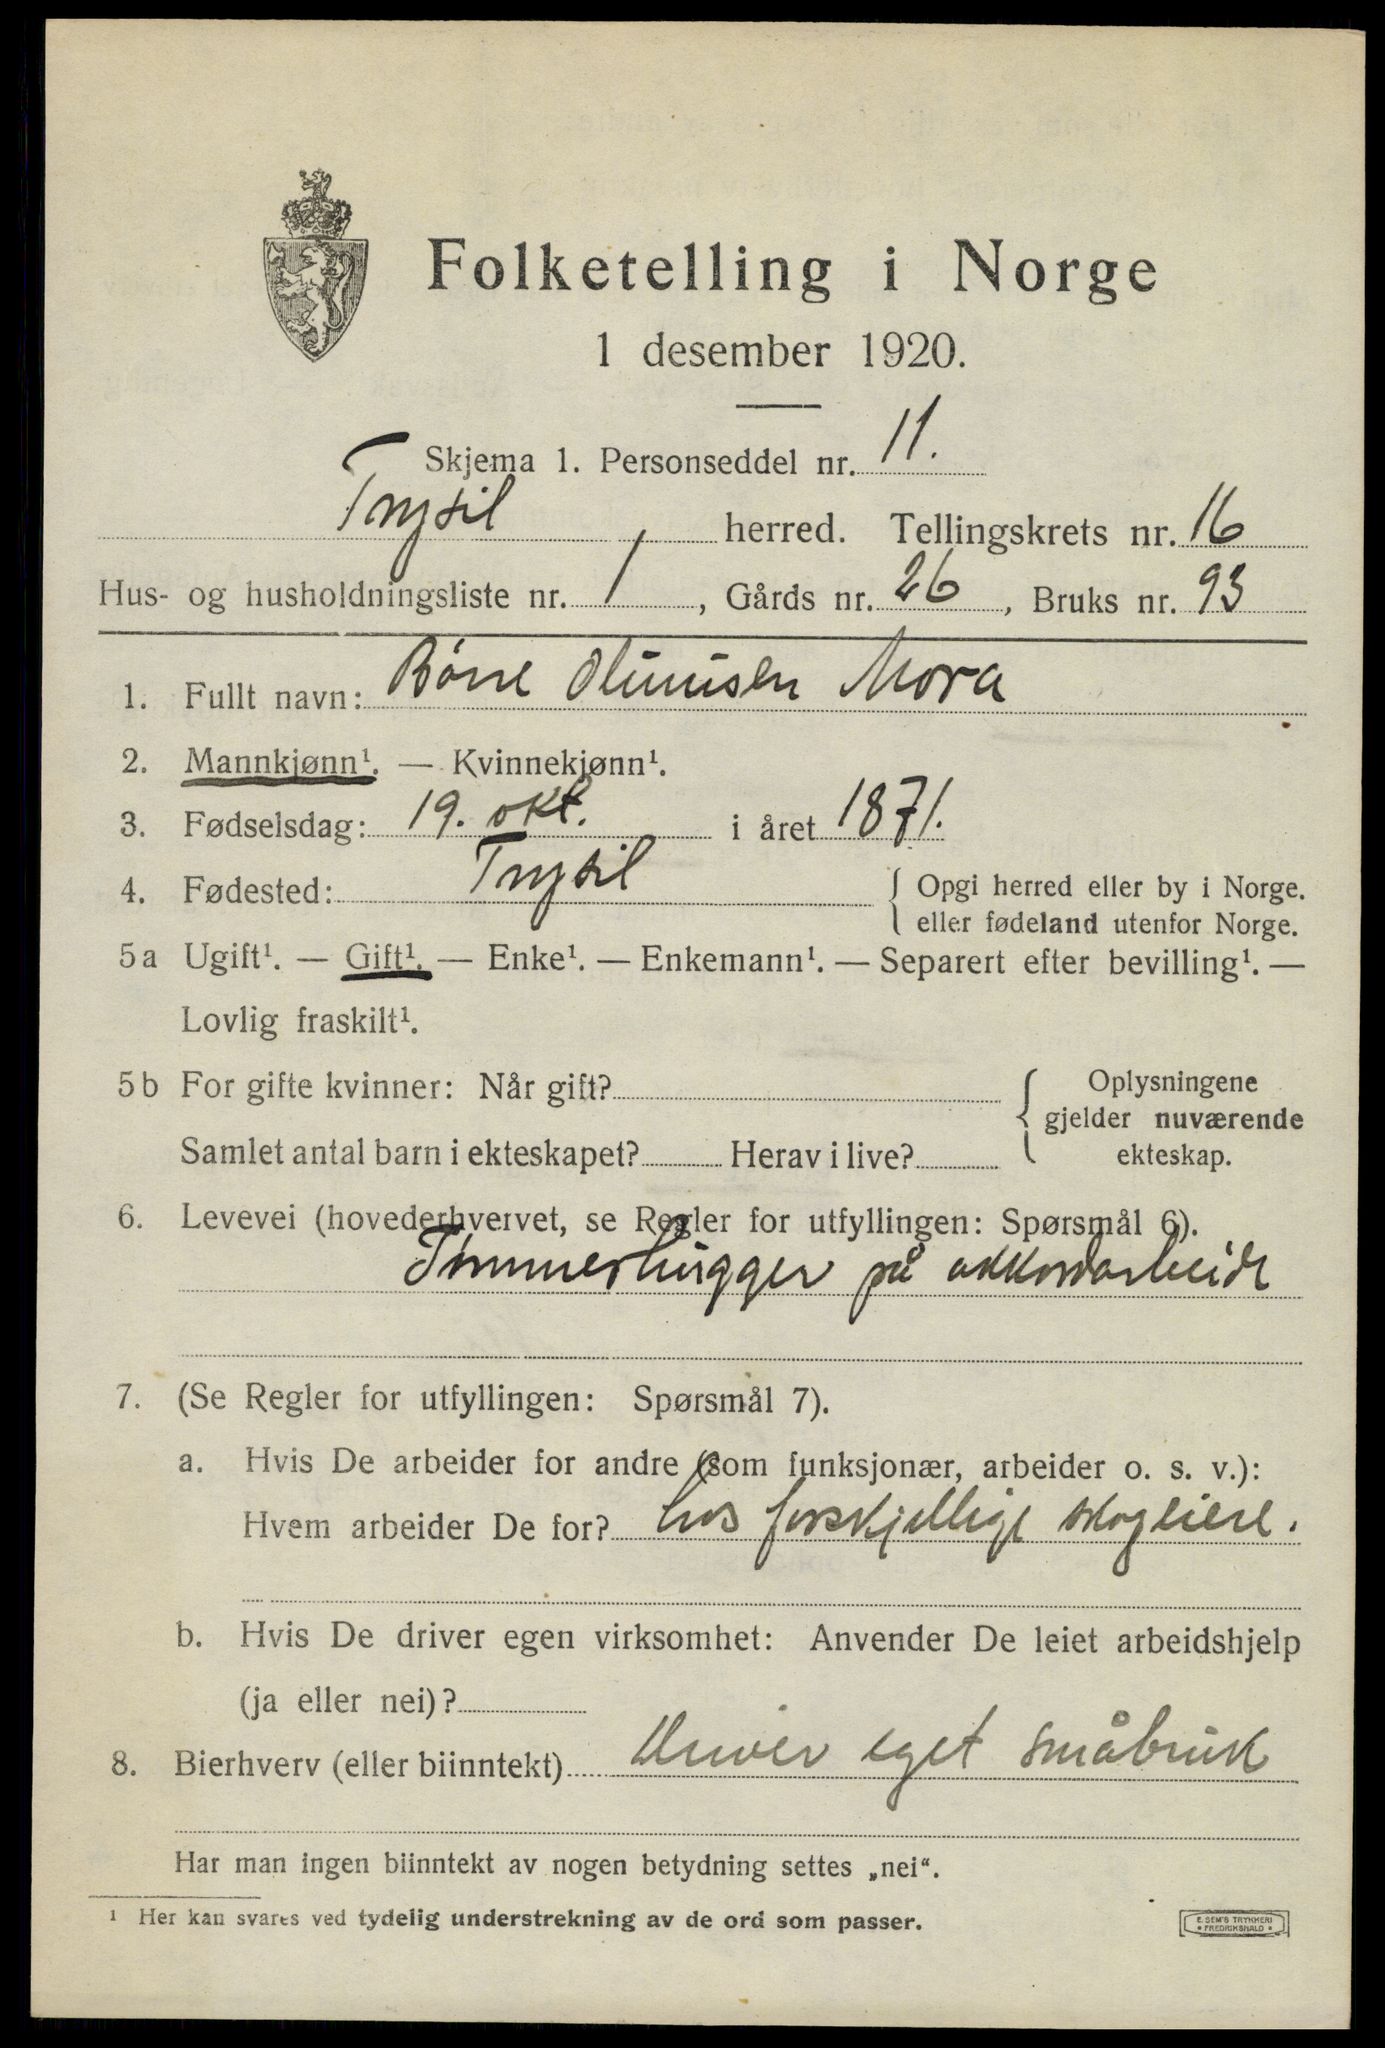 Folketelling i Norge
1 desember 1920.
Skjema 1. Personseddel nr. 11.
Trysil herred. Tellingskrets nr. 16
Hus- og husholdningsliste nr. 1, Gårds nr. 26, Bruks nr. 93
1. Fullt navn: Børre Mora
2. Mannkjønn¹. — Kvinnekjønn¹.
3. Fødselsdag: 19. okt. i året 1871.
4. Fødested: Trysil { Opgi herred eller by i Norge.
eller fødeland utenfor Norge.
5a Ugift¹. — Gift¹. — Enke¹. — Enkemann¹. — Separert efter bevilling¹. —
Lovlig fraskilt¹.
5b For gifte kvinner: Når gift? { Oplysningene
gjelder nuværende
Samlet antal barn i ekteskapet? Herav i live? ekteskap.
6. Levevei (hovederhvervet, se Regler for utfyllingen: Spørsmål 6).
Tømmerhugger på akkordarbeide
7. (Se Regler for utfyllingen: Spørsmål 7).
a. Hvis De arbeider for andre (som funksjonær, arbeider o. s. v.):
Hvem arbeider De for? hos forskjellige skogeiere.
b. Hvis De driver egen virksomhet: Anvender De leiet arbeidshjelp
(ja eller nei)?
8. Bierhverv (eller biinntekt) Driver eget småbruk
Har man ingen biinntekt av nogen betydning settes „nei“.
¹ Her kan svares ved tydelig understrekning av de ord som passer.
E. SEM'S TRYKKERI
• FREDRIKSHALD •